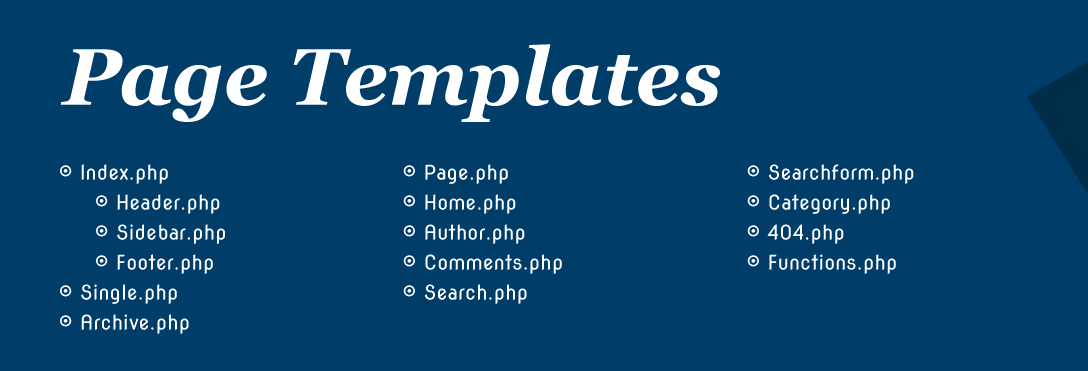 Page Templates
Index.php
Header.php
Sidebar.php
Footer.php
Single.php
Archive.php
Page.php
Home.php
Author.php
Comments.php
Search.php
Searchform.php
Category.php
404.php
Functions.php